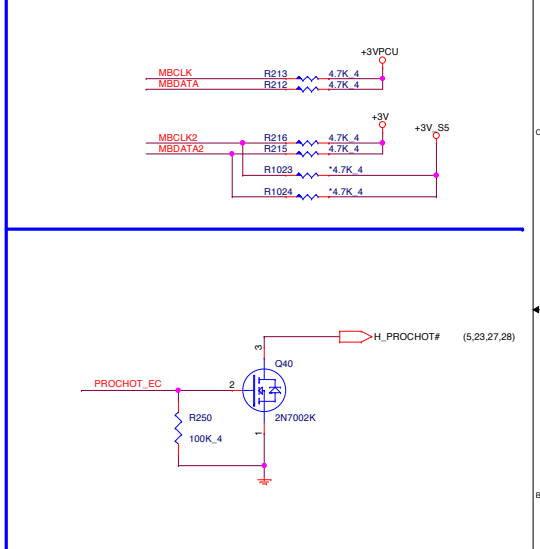 +3VPCU
MBCLK R213 4.7K_4
MBDATA R212 4.7K_4
+3V
+3V_S5
C
MBCLK2 R216 4.7K_4
MBDATA2 R215 4.7K_4
R1023 *4.7K_4
R1024 *4.7K_4
H_PROCHOT# (5,23,27,28)
3
Q40
PROCHOT_EC 2
R250 2N7002K
100K_4 1
B